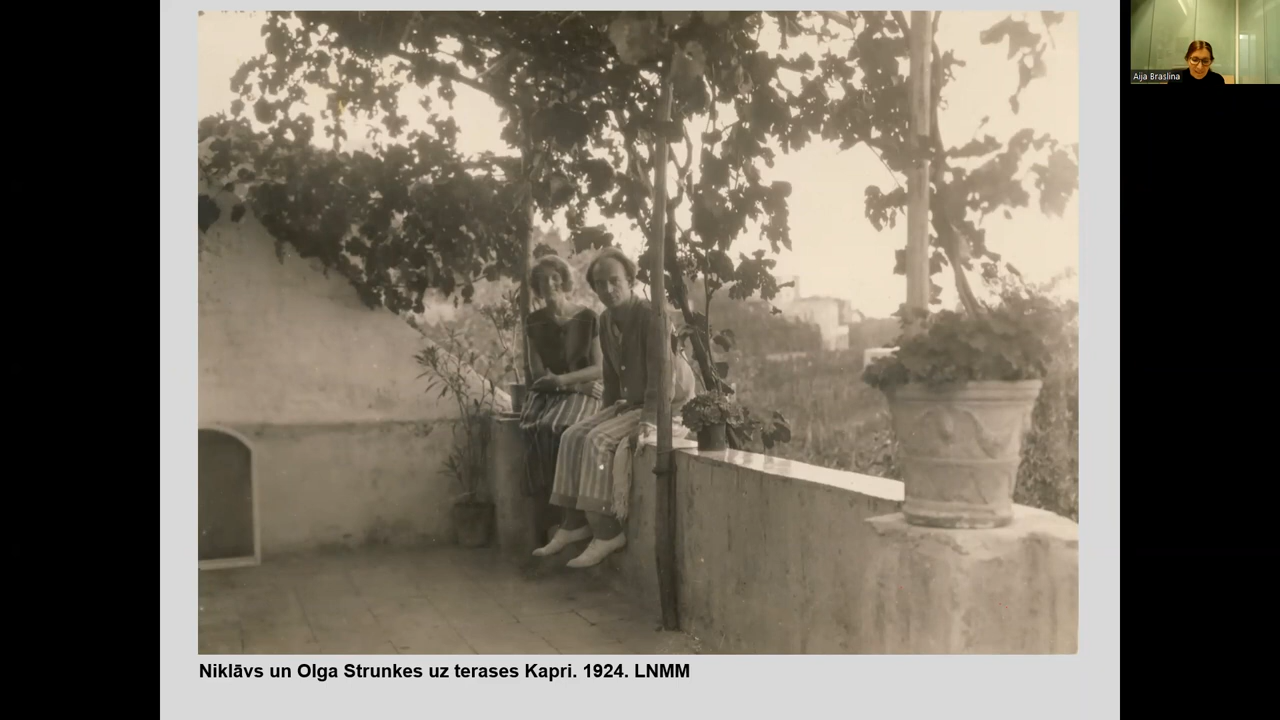 Aija Braslina
Niklāvs un Olga Strunkes uz terases Kapri. 1924. LNMM